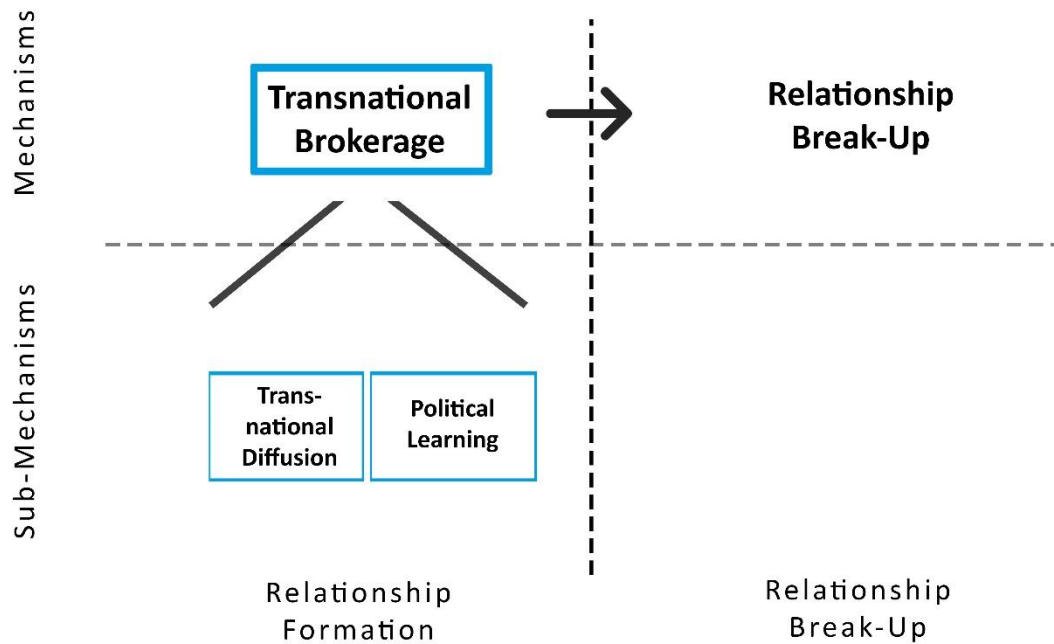 Mechanisms
Transnational
Brokerage
Relationship
Break-Up
Sub-Mechanisms
Trans-
national
Diffusion
Political
Learning
Relationship
Formation
Relationship
Break-Up